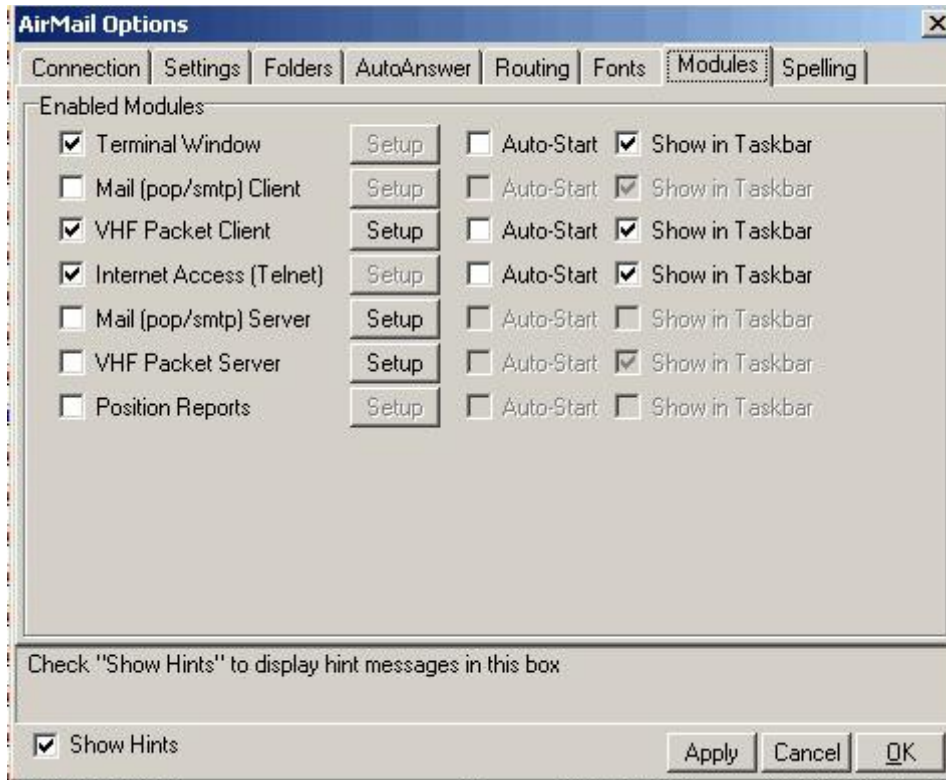 AirMail Options
Connection Settings Folders AutoAnswer Routing Fonts Modules Spelling
Enabled Modules
Terminal Window Setup Auto-Start Show in Taskbar
Mail (pop/smtp) Client Setup Auto-Start Show in Taskbar
VHF Packet Client Setup Auto-Start Show in Taskbar
Internet Access (Telnet) Setup Auto-Start Show in Taskbar
Mail (pop/smtp) Server Setup Auto-Start Show in Taskbar
VHF Packet Server Setup Auto-Start Show in Taskbar
Position Reports Setup Auto-Start Show in Taskbar
Check "Show Hints" to display hint messages in this box
Show Hints Apply Cancel OK